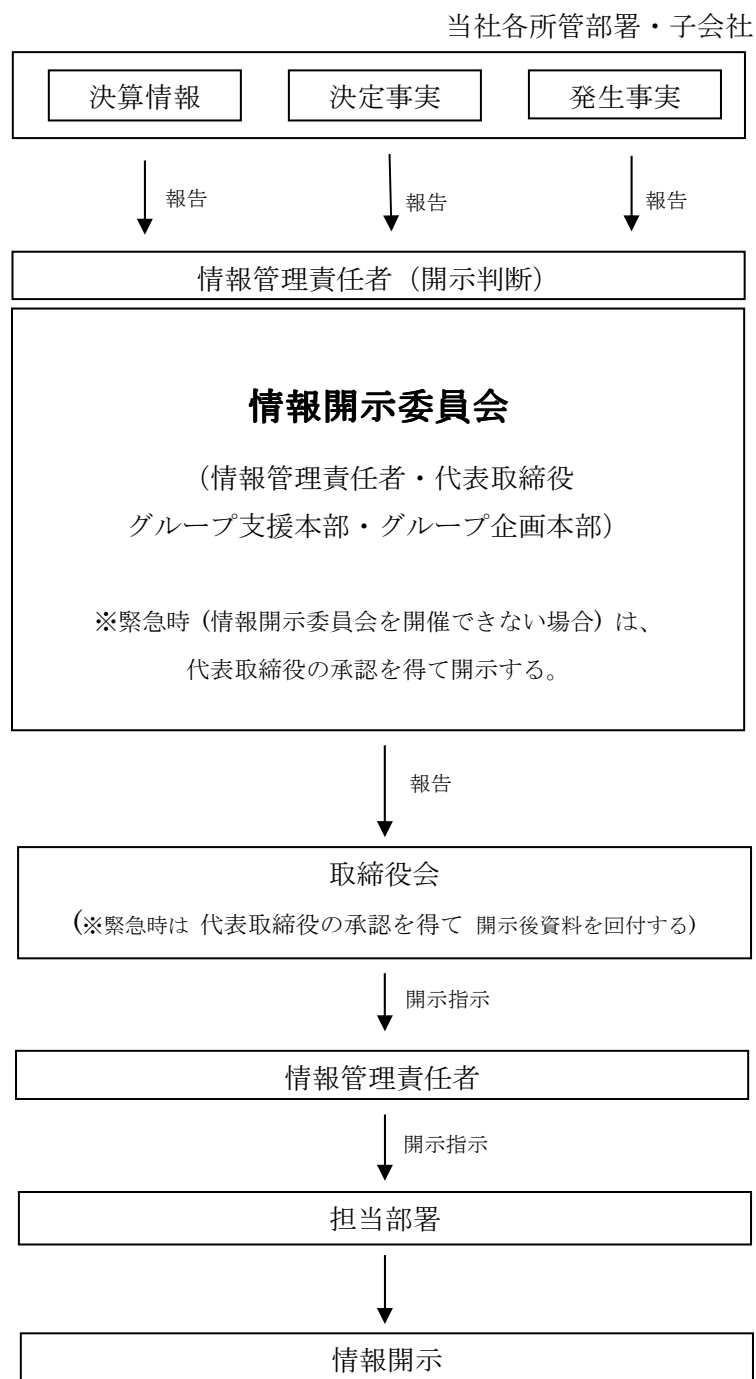 当社各所管部署・子会社
決算情報 決定事実 発生事実
報告 報告 報告
情報管理責任者（開示判断）
情報開示委員会
（情報管理責任者・代表取締役
グループ支援本部・グループ企画本部）
※緊急時 (情報開示委員会を開催できない場合) は、
代表取締役の承認を得て開示する。
報告
取締役会
(※緊急時は 代表取締役の承認を得て 開示後資料を回付する)
開示指示
情報管理責任者
開示指示
担当部署
情報開示